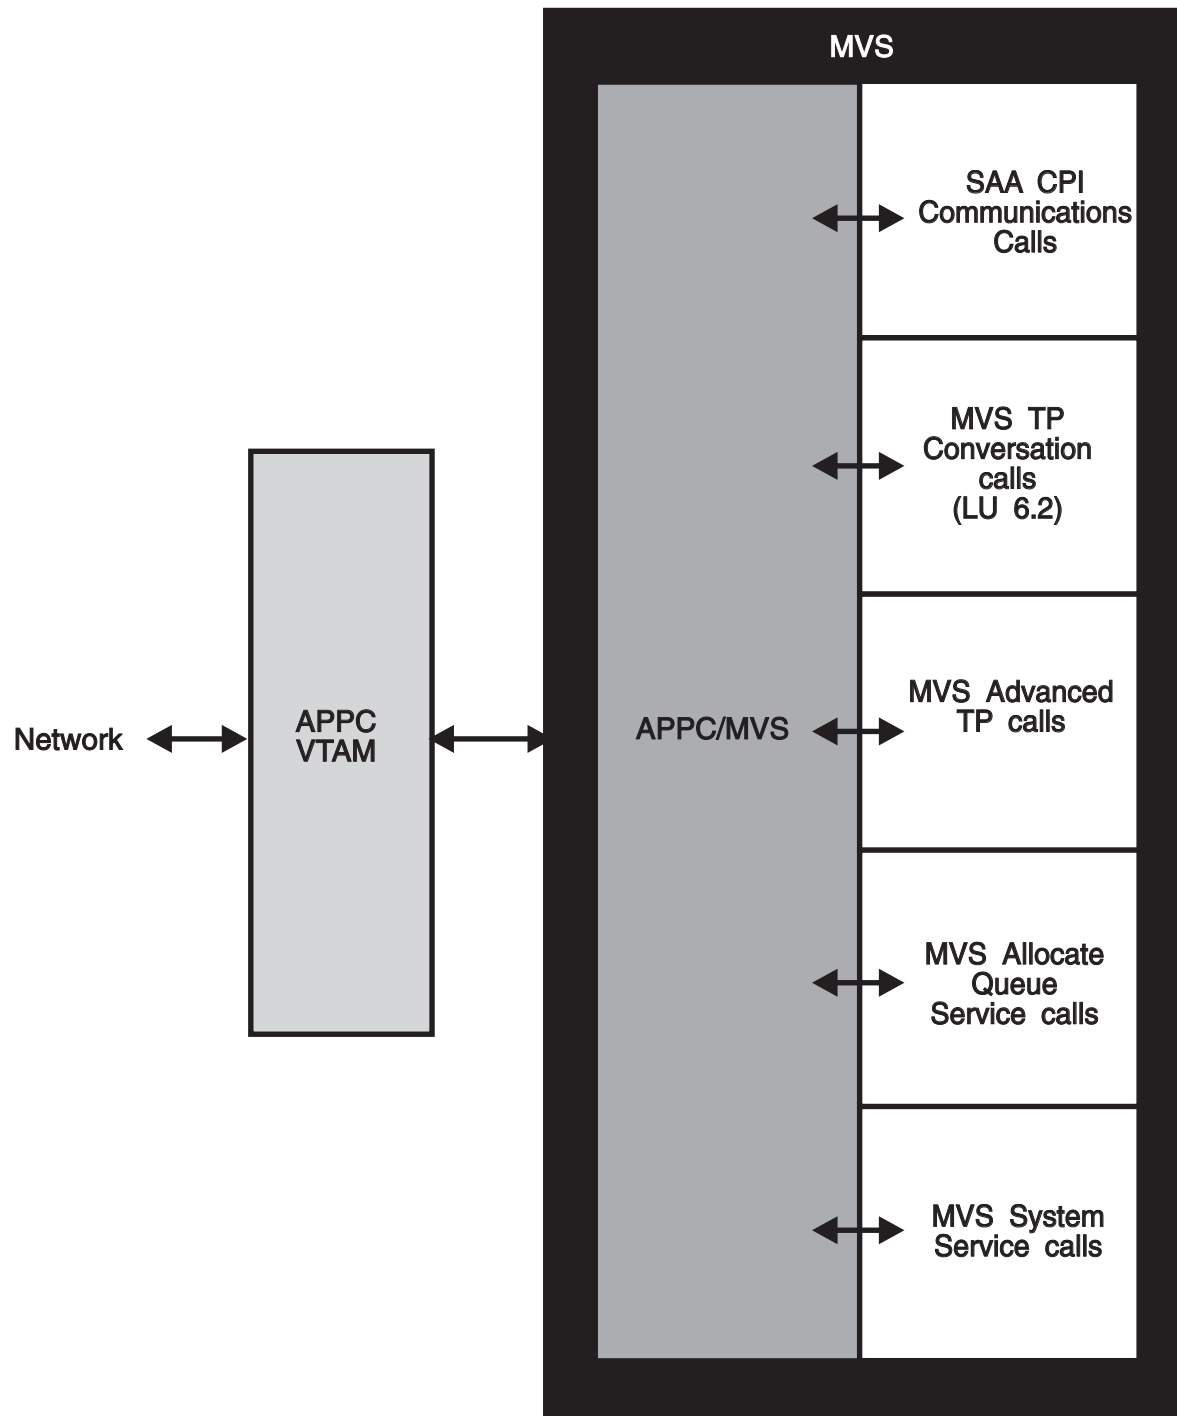 MVS
SAA CPI
Communications
Calls
MVS TP
Conversation
calls
(LU 6.2)
Network
APPC
VTAM
APPC/MVS
MVS Advanced
TP calls
MVS Allocate
Queue
Service calls
MVS System
Service calls